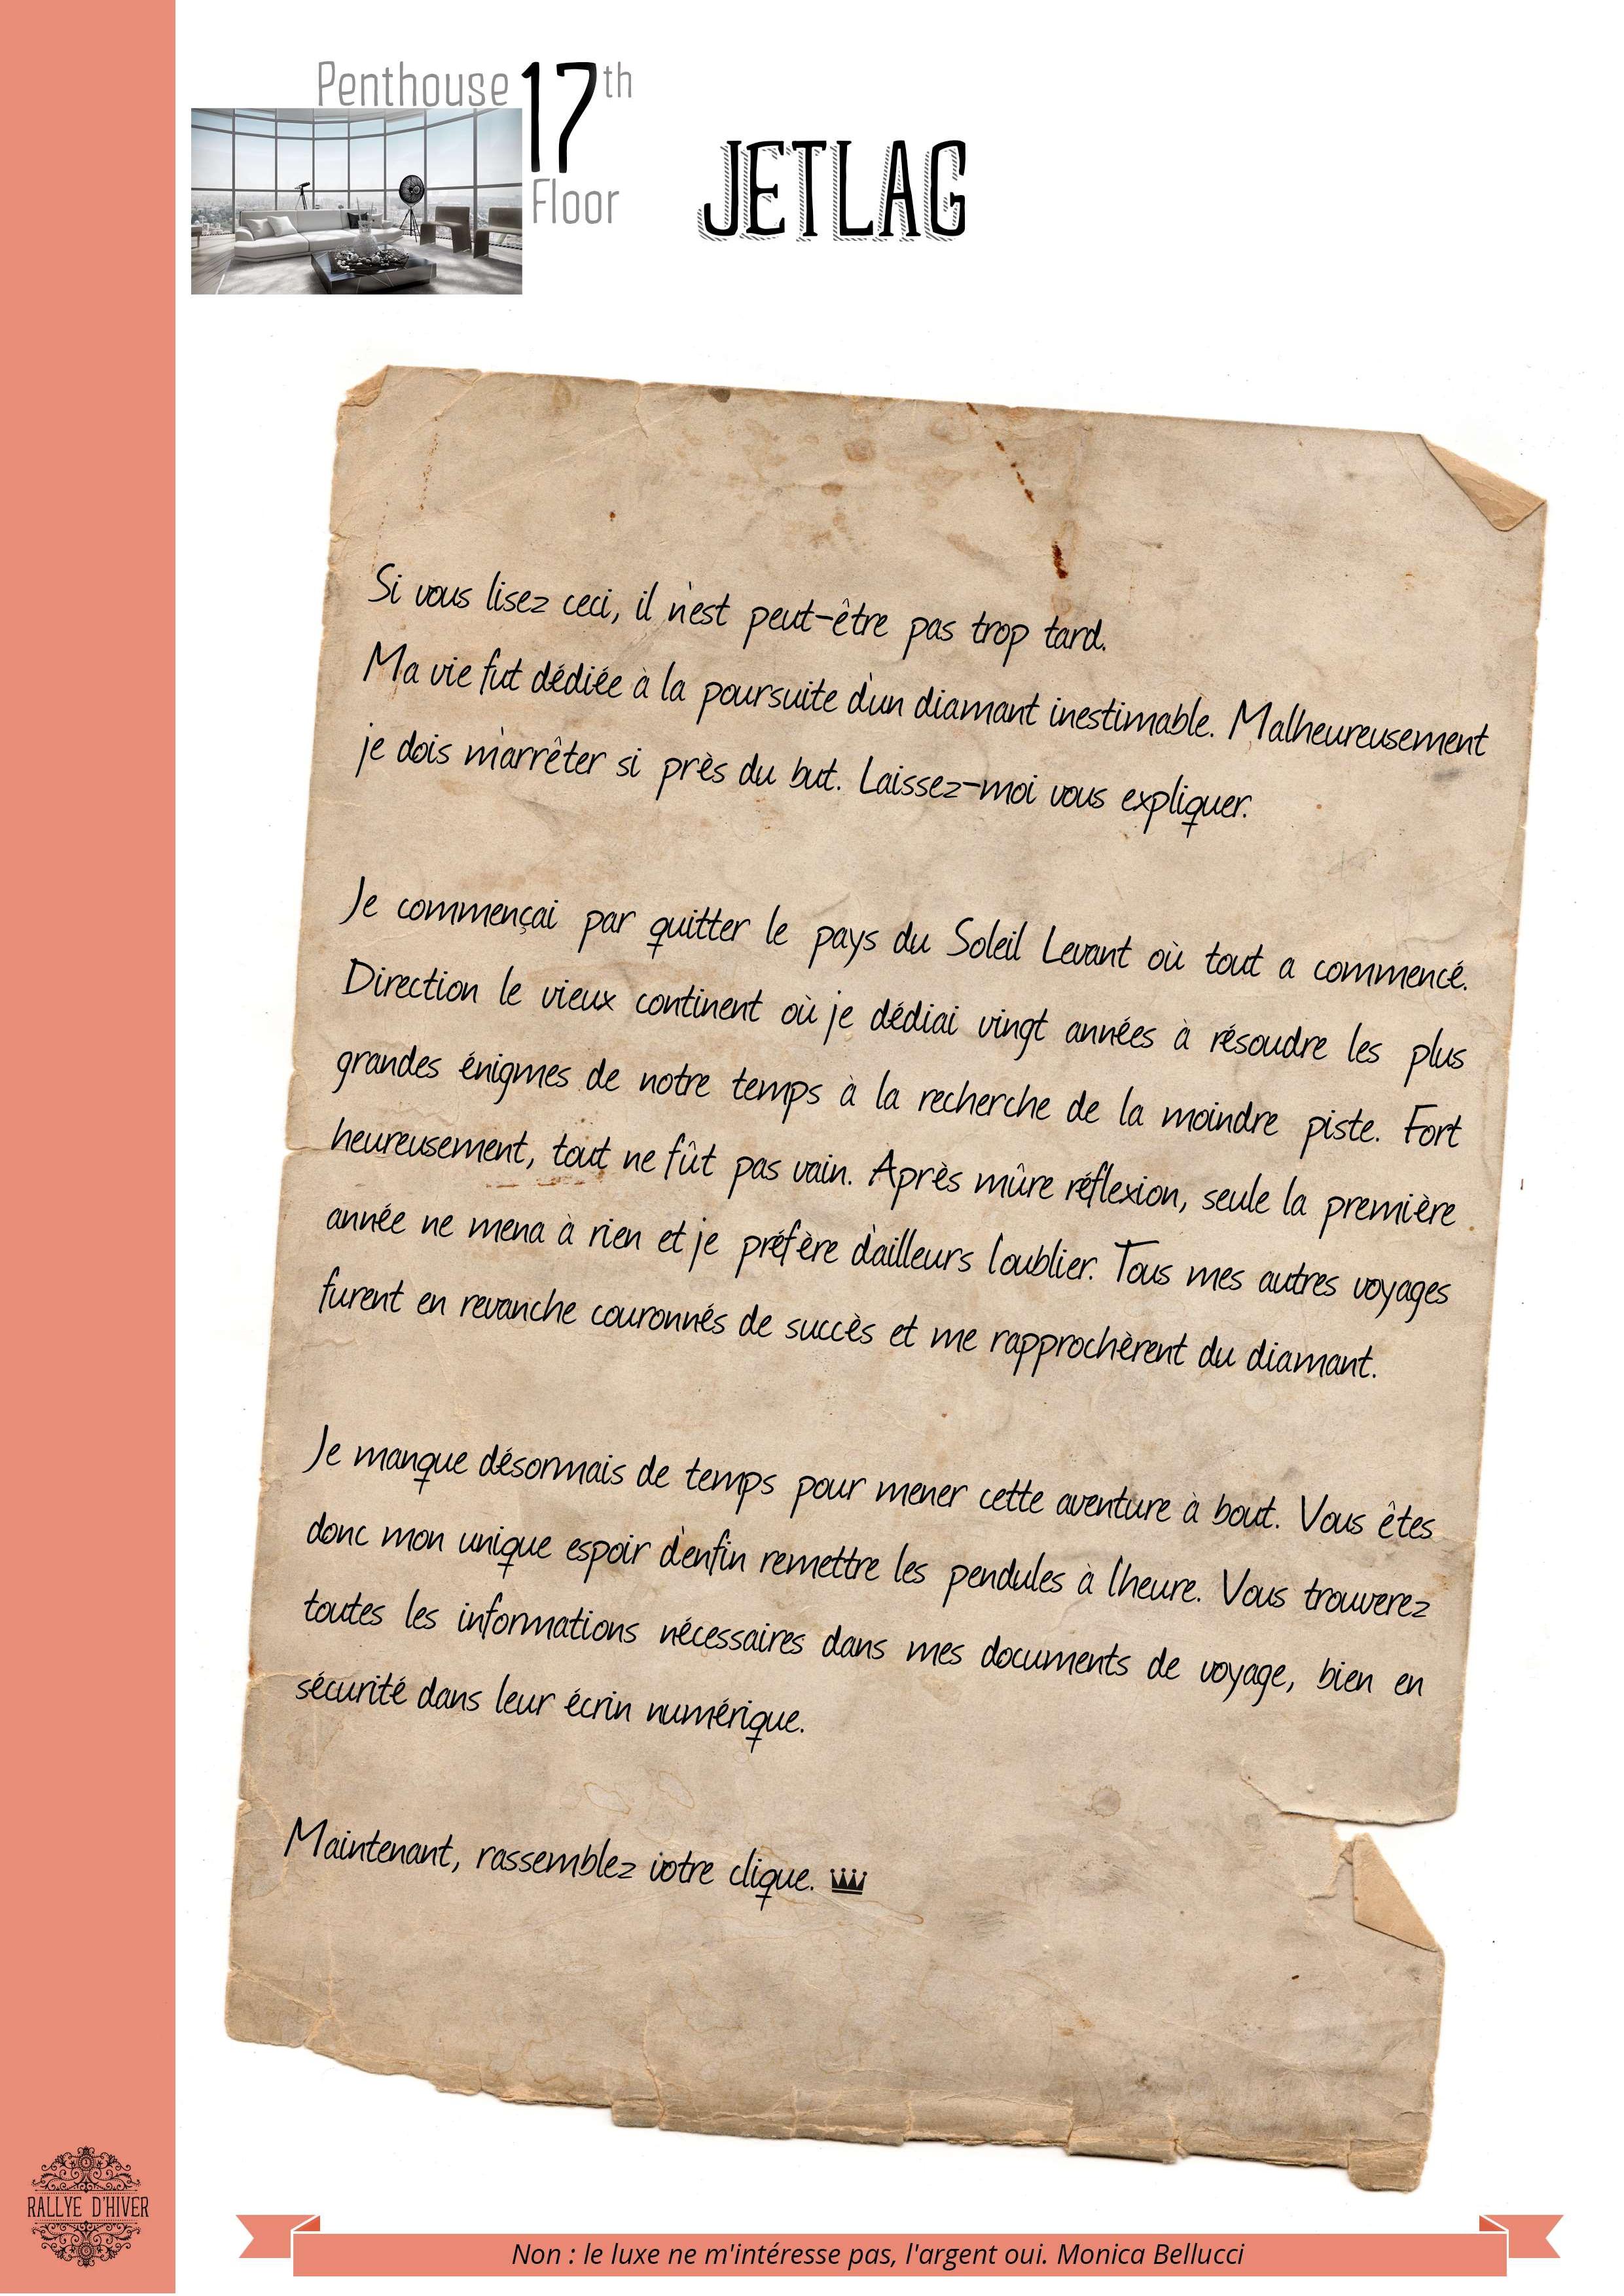 Penthouse 17th
Floor
JETLAG
Si vous lisez ceci, il n'est peut-être pas trop tard.
Ma vie fut dédiée à la poursuite d'un diamant inestimable. Malheureusement
je dois m'arrêter si près du but. Laissez-moi vous expliquer.
Je commençai par quitter le pays du Soleil Levant où tout a commencé.
Direction le vieux continent où je dédiai vingt années à résoudre les plus
grandes énigmes de notre temps à la recherche de la moindre piste. Fort
heureusement, tout ne fût pas vain. Après mûre réflexion, seule la première
année ne mena à rien et je préfère d'ailleurs l'oublier. Tous mes autres voyages
furent en revanche couronnés de succès et me rapprochèrent du diamant.
Je manque désormais de temps pour mener cette aventure à bout. Vous êtes
donc mon unique espoir d'enfin remettre les pendules à l'heure. Vous trouverez
toutes les informations nécessaires dans mes documents de voyage, bien en
sécurité dans leur écrin numérique.
Maintenant, rassemblez votre clique.
RALLYE D'HIVER
Non : le luxe ne m'intéresse pas, l'argent oui. Monica Bellucci